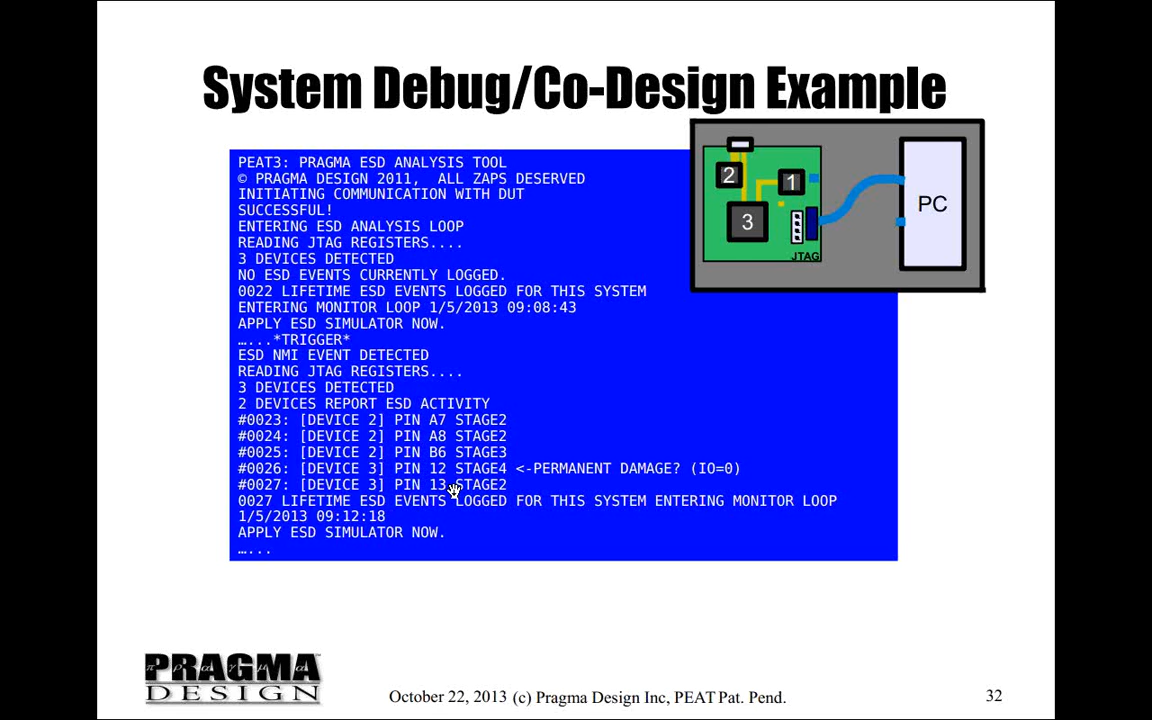 System Debug/Co-Design Example
PEAT3: PRAGMA ESD ANALYSIS TOOL
© PRAGMA DESIGN 2011,  ALL ZAPS DESERVED
INITIATING COMMUNICATION WITH DUT
SUCCESSFUL!
ENTERING ESD ANALYSIS LOOP
READING JTAG REGISTERS....
3 DEVICES DETECTED
NO ESD EVENTS CURRENTLY LOGGED.
0022 LIFETIME ESD EVENTS LOGGED FOR THIS SYSTEM
ENTERING MONITOR LOOP 1/5/2013 09:08:43
APPLY ESD SIMULATOR NOW.
…...*TRIGGER*
ESD NMI EVENT DETECTED
READING JTAG REGISTERS....
3 DEVICES DETECTED
2 DEVICES REPORT ESD ACTIVITY
#0023: [DEVICE 2] PIN A7 STAGE2
#0024: [DEVICE 2] PIN A8 STAGE2
#0025: [DEVICE 2] PIN B6 STAGE3
#0026: [DEVICE 3] PIN 12 STAGE4 <-PERMANENT DAMAGE? (IO=0)
#0027: [DEVICE 3] PIN 13 STAGE2
0027 LIFETIME ESD EVENTS LOGGED FOR THIS SYSTEM ENTERING MONITOR LOOP
1/5/2013 09:12:18
APPLY ESD SIMULATOR NOW.
…...
2
1
3
JTAG
PC
PRAGMA
π ρ α γ μ α
DESIGN
October 22, 2013 (c) Pragma Design Inc, PEAT Pat. Pend.
32